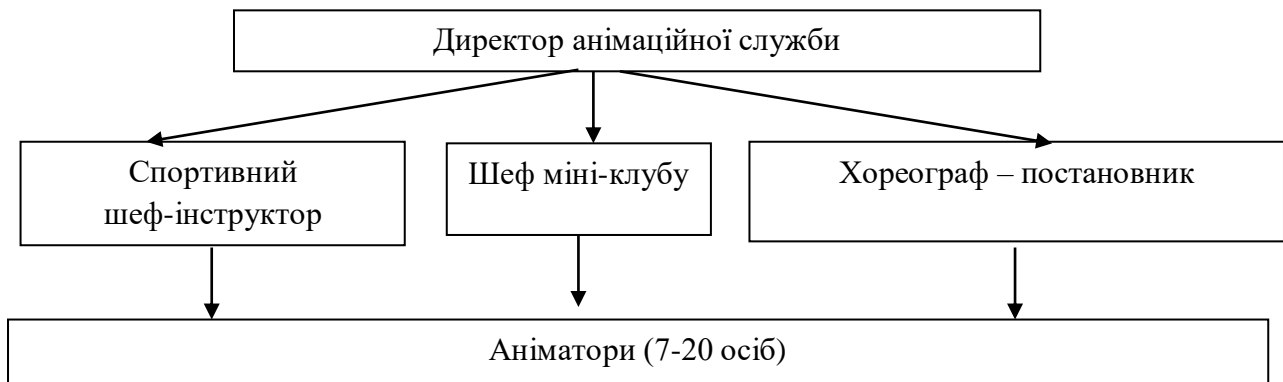 Директор анімаційної служби
Спортивний
шеф-інструктор
Шеф міні-клубу
Хореограф – постановник
Аніматори (7-20 осіб)